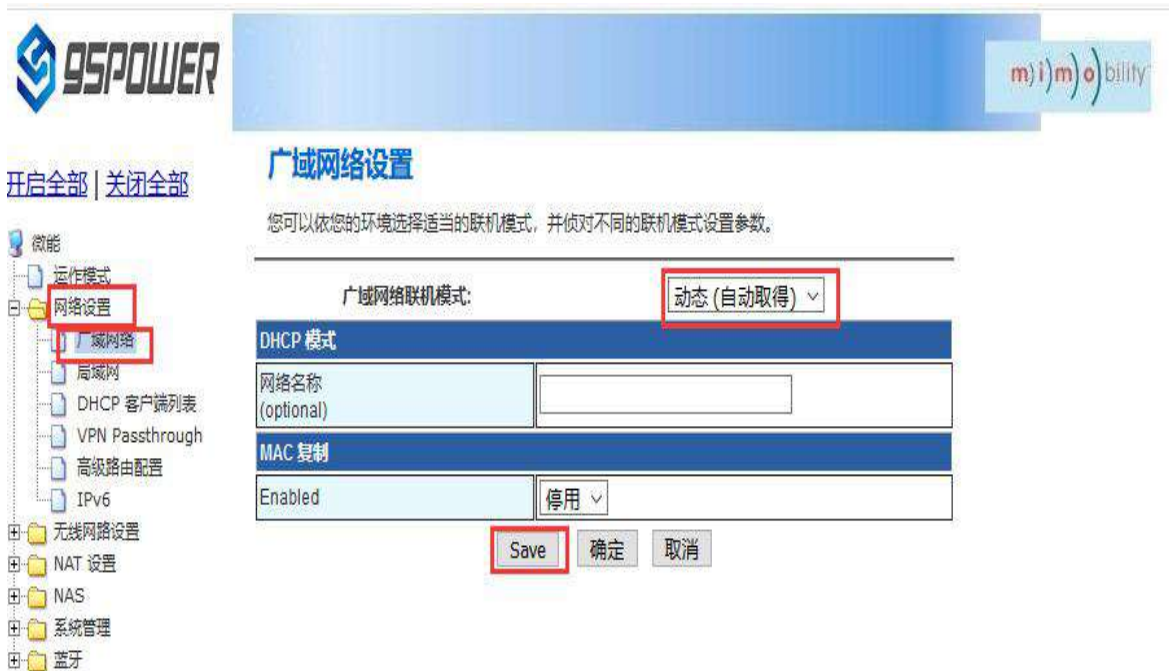 95POWER
m)i)m)o)bility
开启全部 | 关闭全部
微能
运作模式
网络设置
广域网络
局域网
DHCP 客户端列表
VPN Passthrough
高级路由配置
IPv6
无线网路设置
NAT 设置
NAS
系统管理
蓝牙
广域网络设置
您可以依您的环境选择适当的联机模式，并侦对不同的联机模式设置参数。
广域网络联机模式: 动态 (自动取得)
DHCP 模式
网络名称
(optional)
MAC 复制
Enabled 停用
Save 确定 取消